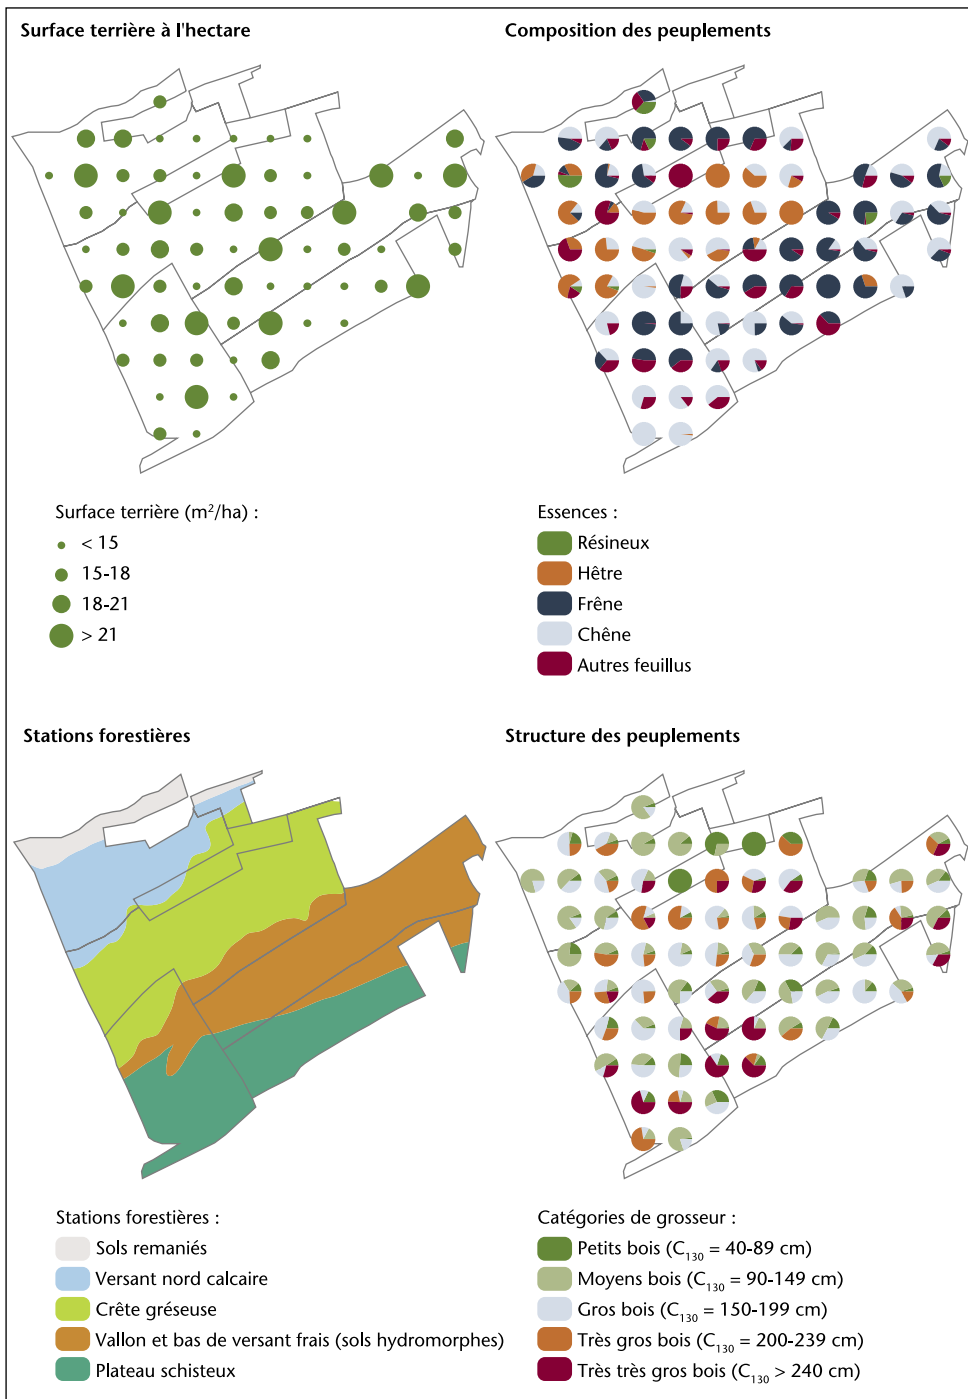 Surface terrière à l'hectare
Composition des peuplements
Surface terrière (m²/ha) :
< 15
15-18
18-21
> 21
Essences :
Résineux
Hêtre
Frêne
Chêne
Autres feuillus
Stations forestières
Structure des peuplements
Stations forestières :
Sols remaniés
Versant nord calcaire
Crête gréseuse
Vallon et bas de versant frais (sols hydromorphes)
Plateau schisteux
Catégories de grosseur :
Petits bois (C₁₃₀ = 40-89 cm)
Moyens bois (C₁₃₀ = 90-149 cm)
Gros bois (C₁₃₀ = 150-199 cm)
Très gros bois (C₁₃₀ = 200-239 cm)
Très très gros bois (C₁₃₀ > 240 cm)